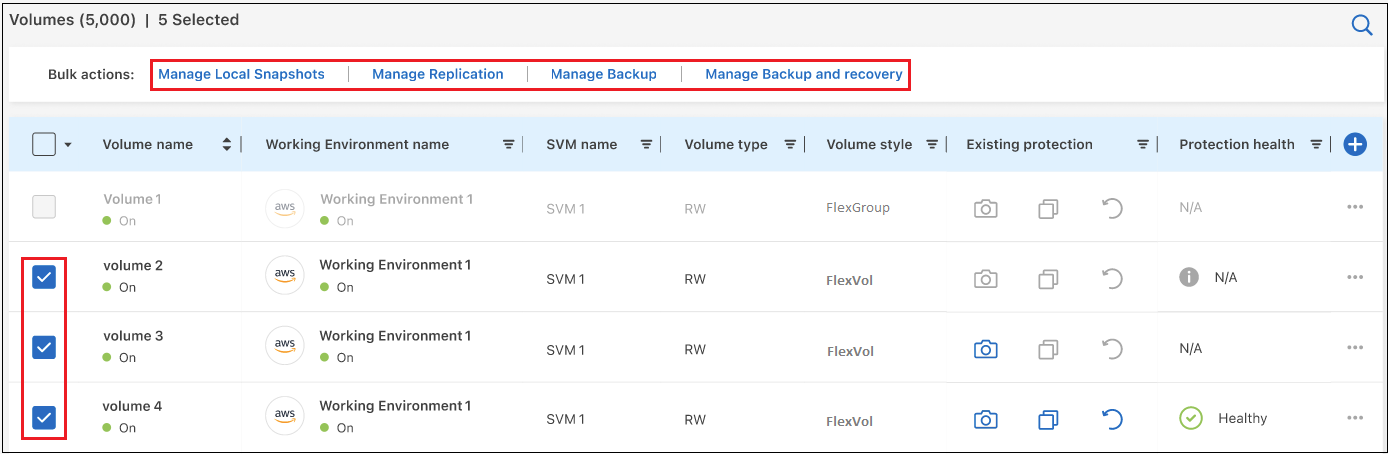 Volumes (5,000) | 5 Selected
Bulk actions: Manage Local Snapshots | Manage Replication | Manage Backup | Manage Backup and recovery
Volume name | Working Environment name | SVM name | Volume type | Volume style | Existing protection | Protection health |
Volume 1 Working Environment 1
aws SVM 1 RW FlexGroup N/A
On On
volume 2 Working Environment 1
aws SVM 1 RW FlexVol N/A
On On
volume 3 Working Environment 1
aws SVM 1 RW FlexVol N/A
On On
volume 4 Working Environment 1
aws SVM 1 RW FlexVol Healthy
On On